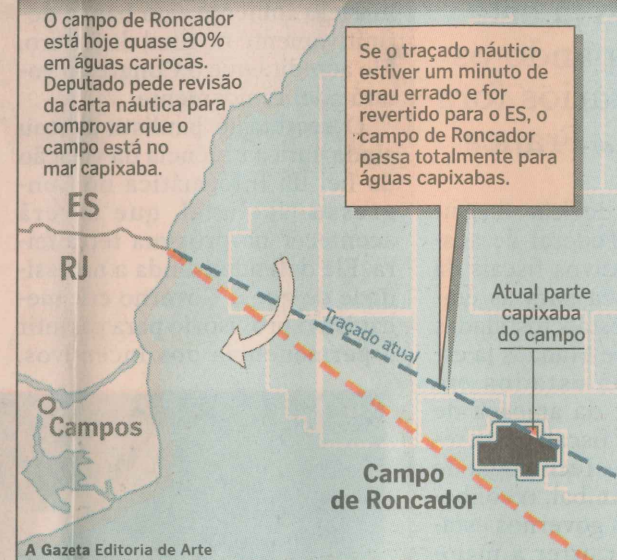 O campo de Roncador
está hoje quase 90%
em águas cariocas.
Deputado pede revisão
da carta náutica para
comprovar que o
campo está no
mar capixaba.
Se o traçado náutico
estiver um minuto de
grau errado e for
revertido para o ES, o
campo de Roncador
passa totalmente para
águas capixabas.
ES
RJ
Atual parte
capixaba
do campo
Traçado atual
Campos
Campo
de Roncador
A Gazeta Editoria de Arte